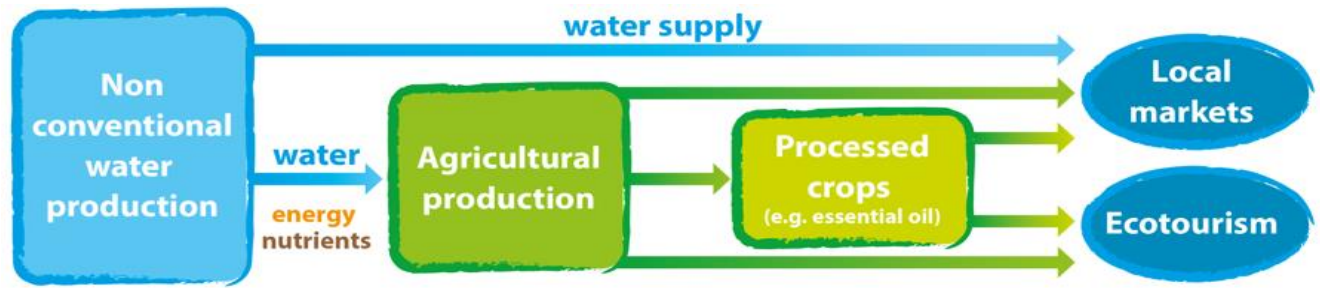 water supply
Non
conventional
water
production
water
energy
nutrients
Agricultural
production
Processed
crops
(e.g. essential oil)
Local
markets
Ecotourism